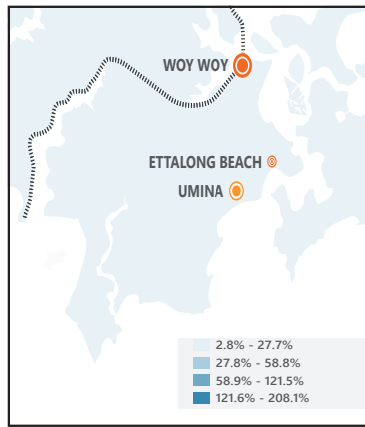 WOY WOY
ETTALONG BEACH
UMINA
2.8% - 27.7%
27.8% - 58.8%
58.9% - 121.5%
121.6% - 208.1%